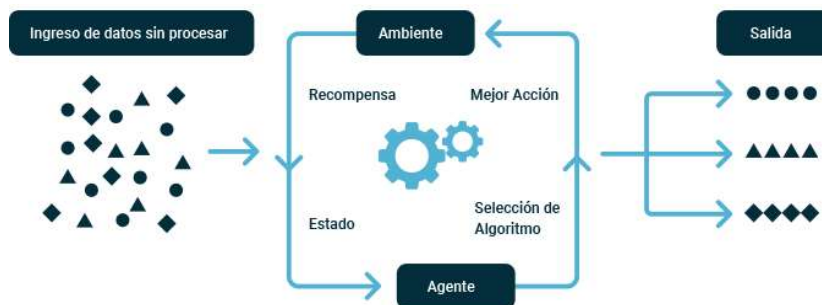 Ingreso de datos sin procesar
Ambiente
Salida
Recompensa
Mejor Acción
Estado
Selección de
Algoritmo
Agente